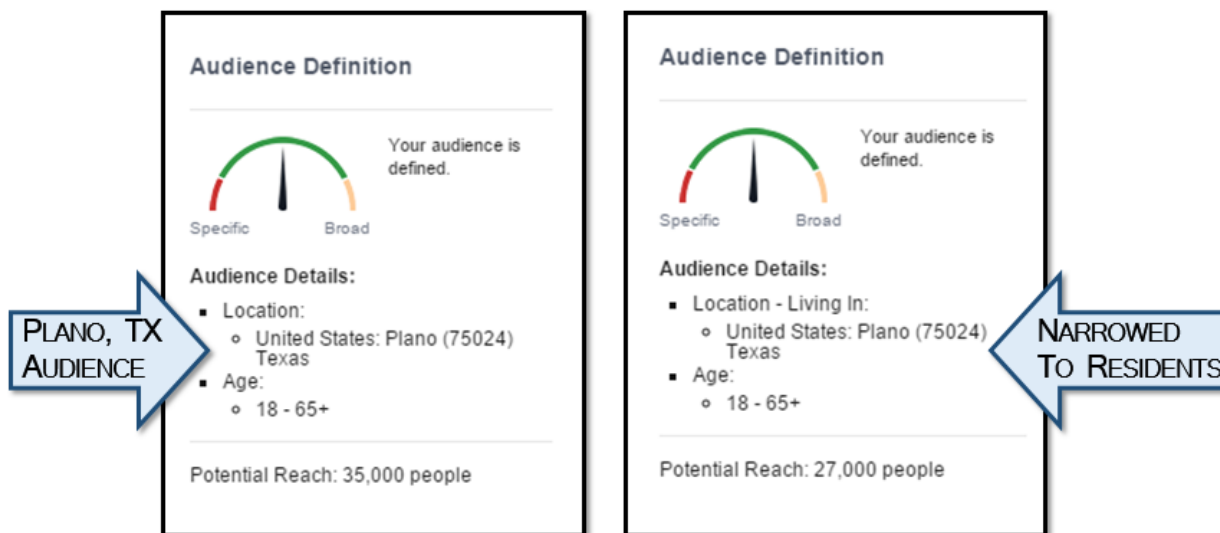 Audience Definition
Your audience is
defined.
Specific
Broad
Audience Details:
▪ Location:
o United States: Plano (75024)
Texas
▪ Age:
o 18 - 65+
Potential Reach: 35,000 people
PLANO, TX
AUDIENCE
Audience Definition
Your audience is
defined.
Specific
Broad
Audience Details:
▪ Location - Living In:
o United States: Plano (75024)
Texas
▪ Age:
o 18 - 65+
Potential Reach: 27,000 people
NARROWED
TO RESIDENTS